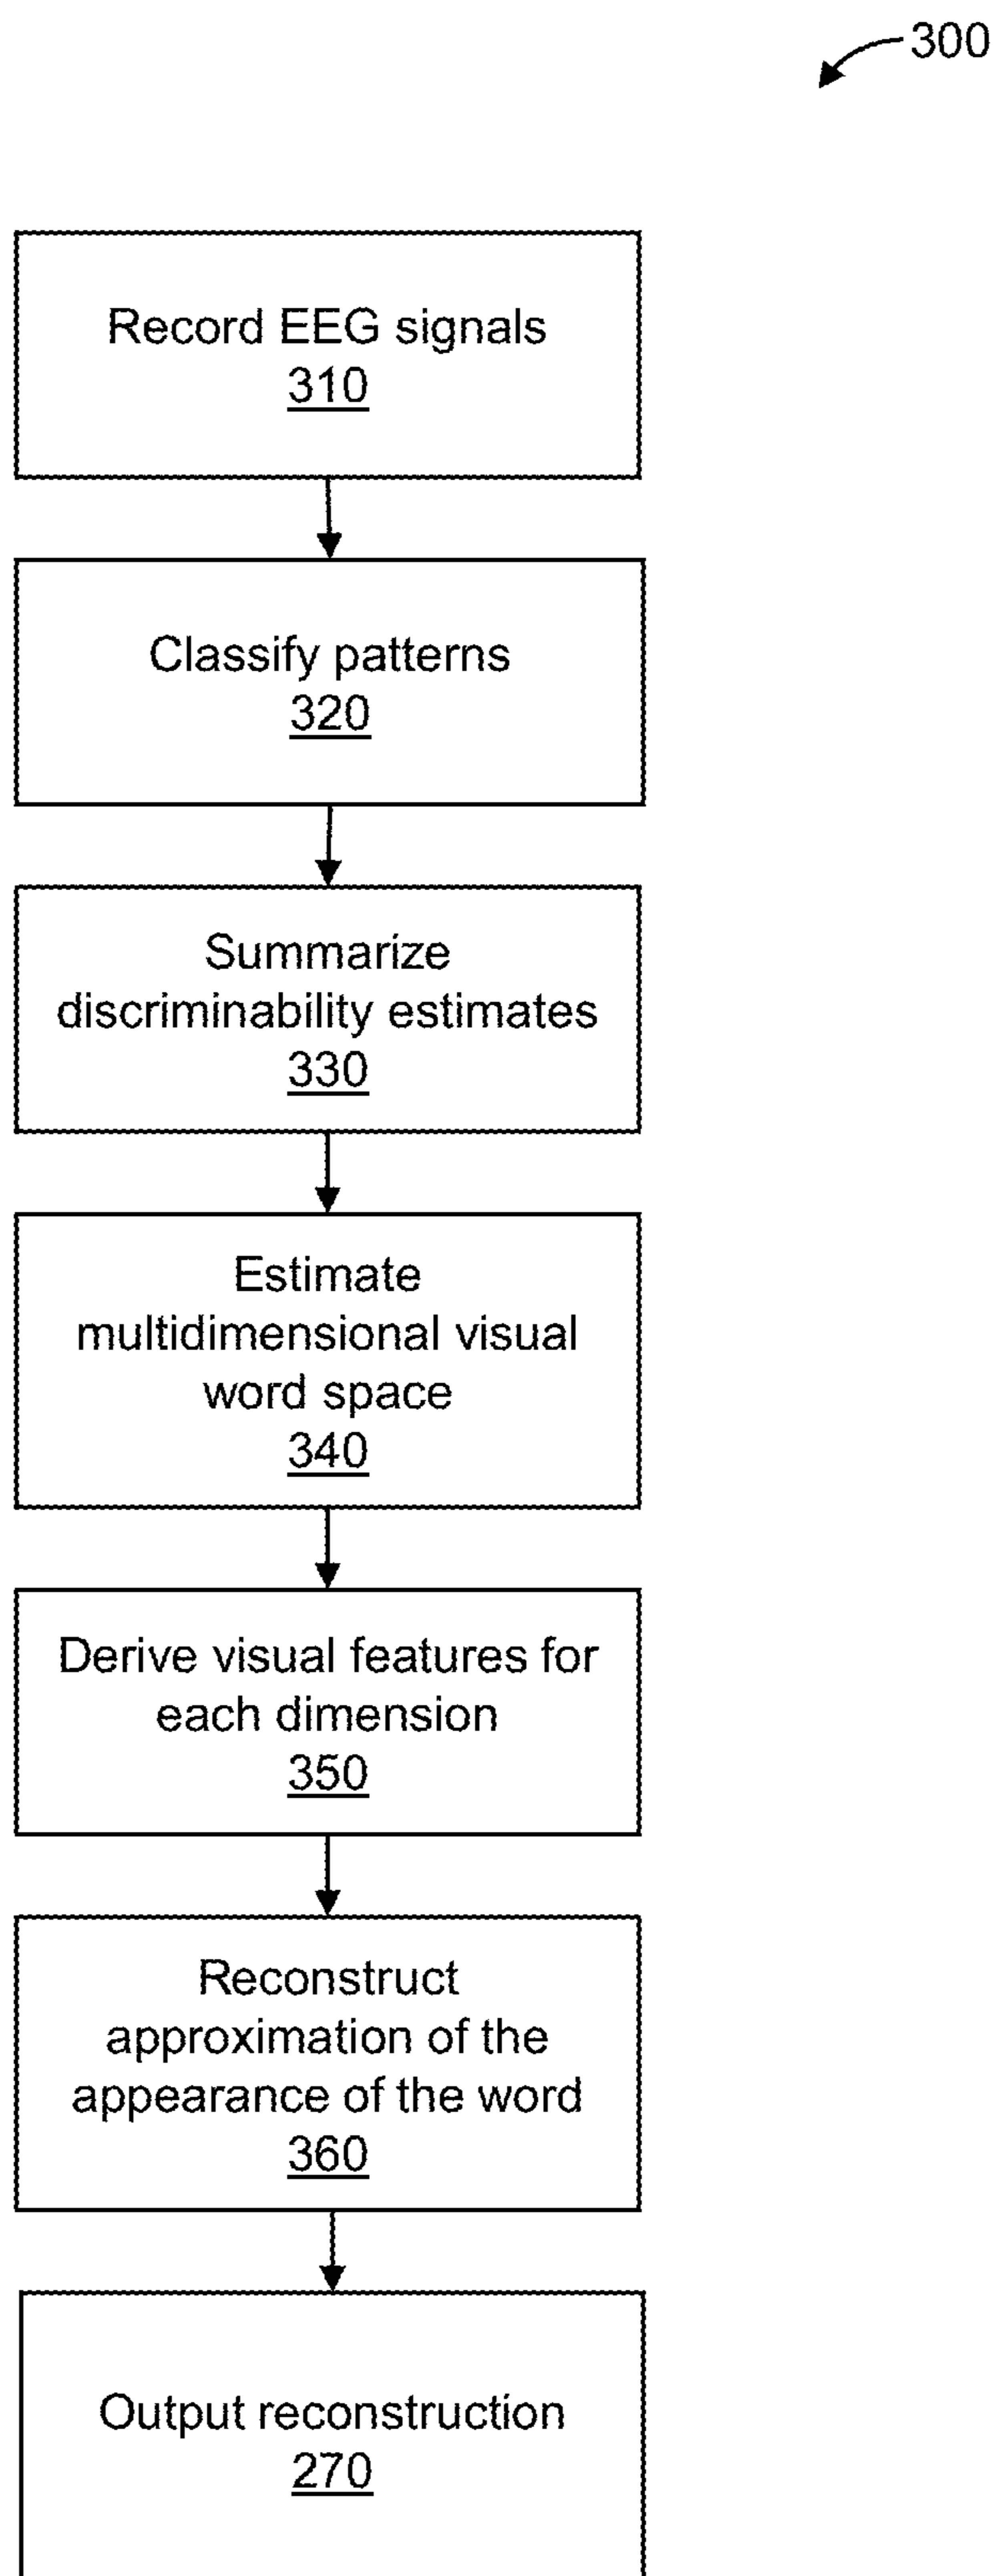 300
Record EEG signals
310
Classify patterns
320
Summarize
discriminability estimates
330
Estimate
multidimensional visual
word space
340
Derive visual features for
each dimension
350
Reconstruct
approximation of the
appearance of the word
360
Output reconstruction
270